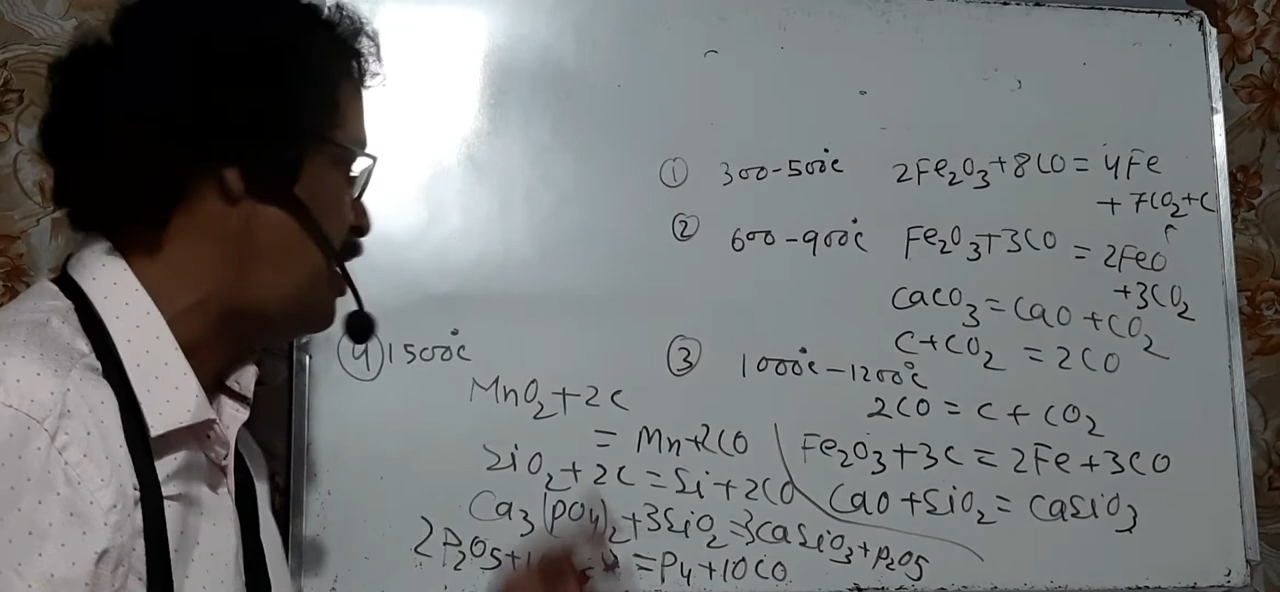 ① 300-500°C 2Fe₂O₃+8CO = 4Fe
+ 7CO₂+C
② 600-900°C Fe₂O₃+3CO = 2FeO
+3CO₂
CaCO₃=CaO+CO₂
C+CO₂ = 2CO
③ 1000°C-1200°C
2CO = C + CO₂
Fe₂O₃+3C = 2Fe+3CO
CaO+SiO₂ = CaSiO₃
④ 1500°C
MnO₂+2C
= Mn+2CO
SiO₂+2C=Si+2CO
Ca₃(PO₄)₂+3SiO₂=3CaSiO₃+P₂O₅
2P₂O₅+ =P₄+10CO